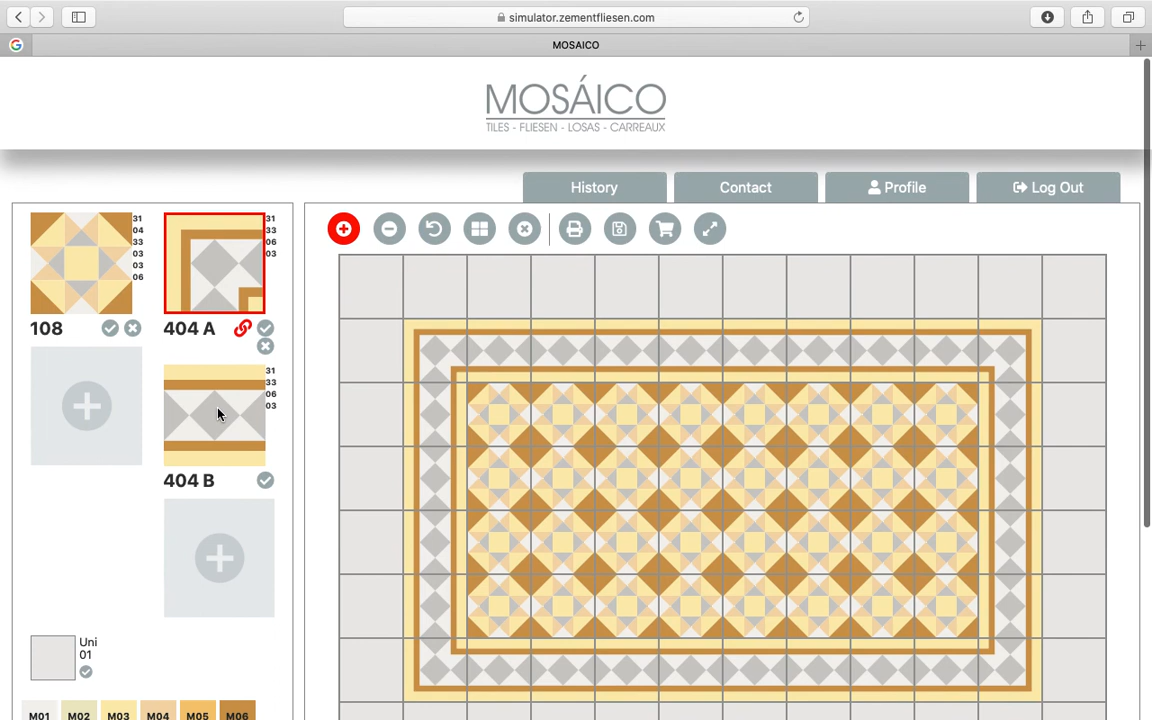 simulator.zementfliesen.com
MOSAICO
MOSÁICO
TILES - FLIESEN - LOSAS - CARREAUX
History
Contact
Profile
Log Out
31
04
33
03
03
06
108
31
33
06
03
404 A
31
33
06
03
404 B
Uni
01
M01
M02
M03
M04
M05
M06